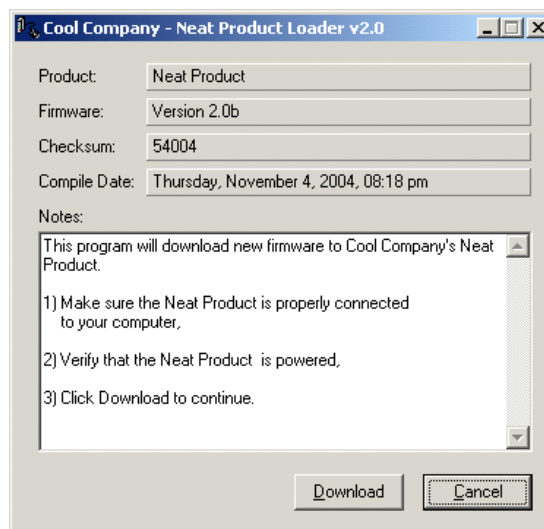 Cool Company - Neat Product Loader v2.0
Product: Neat Product
Firmware: Version 2.0b
Checksum: 54004
Compile Date: Thursday, November 4, 2004, 08:18 pm
Notes:
This program will download new firmware to Cool Company's Neat
Product.
1) Make sure the Neat Product is properly connected
to your computer,
2) Verify that the Neat Product  is powered,
3) Click Download to continue.
Download Cancel